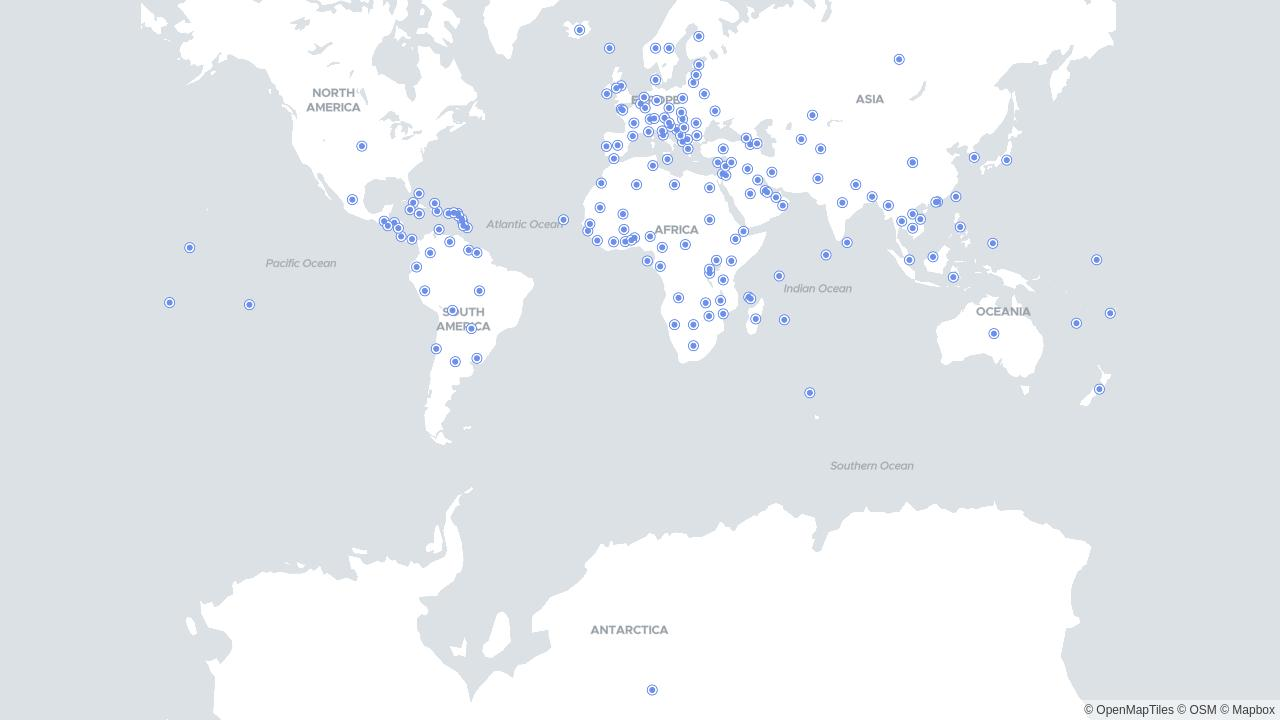 NORTH
AMERICA
EUROPE
ASIA
Atlantic Ocean
AFRICA
Pacific Ocean
Indian Ocean
SOUTH
AMERICA
OCEANIA
Southern Ocean
ANTARCTICA
© OpenMapTiles © OSM © Mapbox